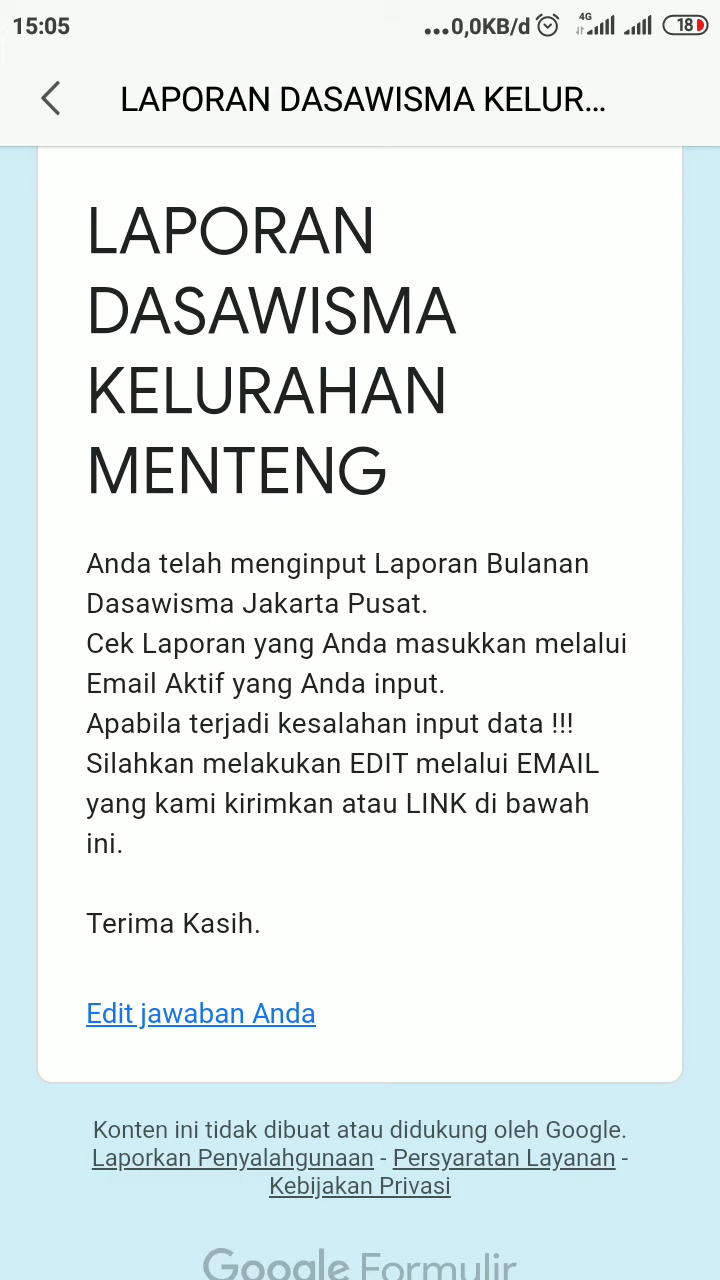 15:05
...0,0KB/d
4G
18
LAPORAN DASAWISMA KELUR...
LAPORAN
DASAWISMA
KELURAHAN
MENTENG
Anda telah menginput Laporan Bulanan
Dasawisma Jakarta Pusat.
Cek Laporan yang Anda masukkan melalui
Email Aktif yang Anda input.
Apabila terjadi kesalahan input data !!!
Silahkan melakukan EDIT melalui EMAIL
yang kami kirimkan atau LINK di bawah
ini.
Terima Kasih.
Edit jawaban Anda
Konten ini tidak dibuat atau didukung oleh Google.
Laporkan Penyalahgunaan - Persyaratan Layanan -
Kebijakan Privasi
Google Formulir